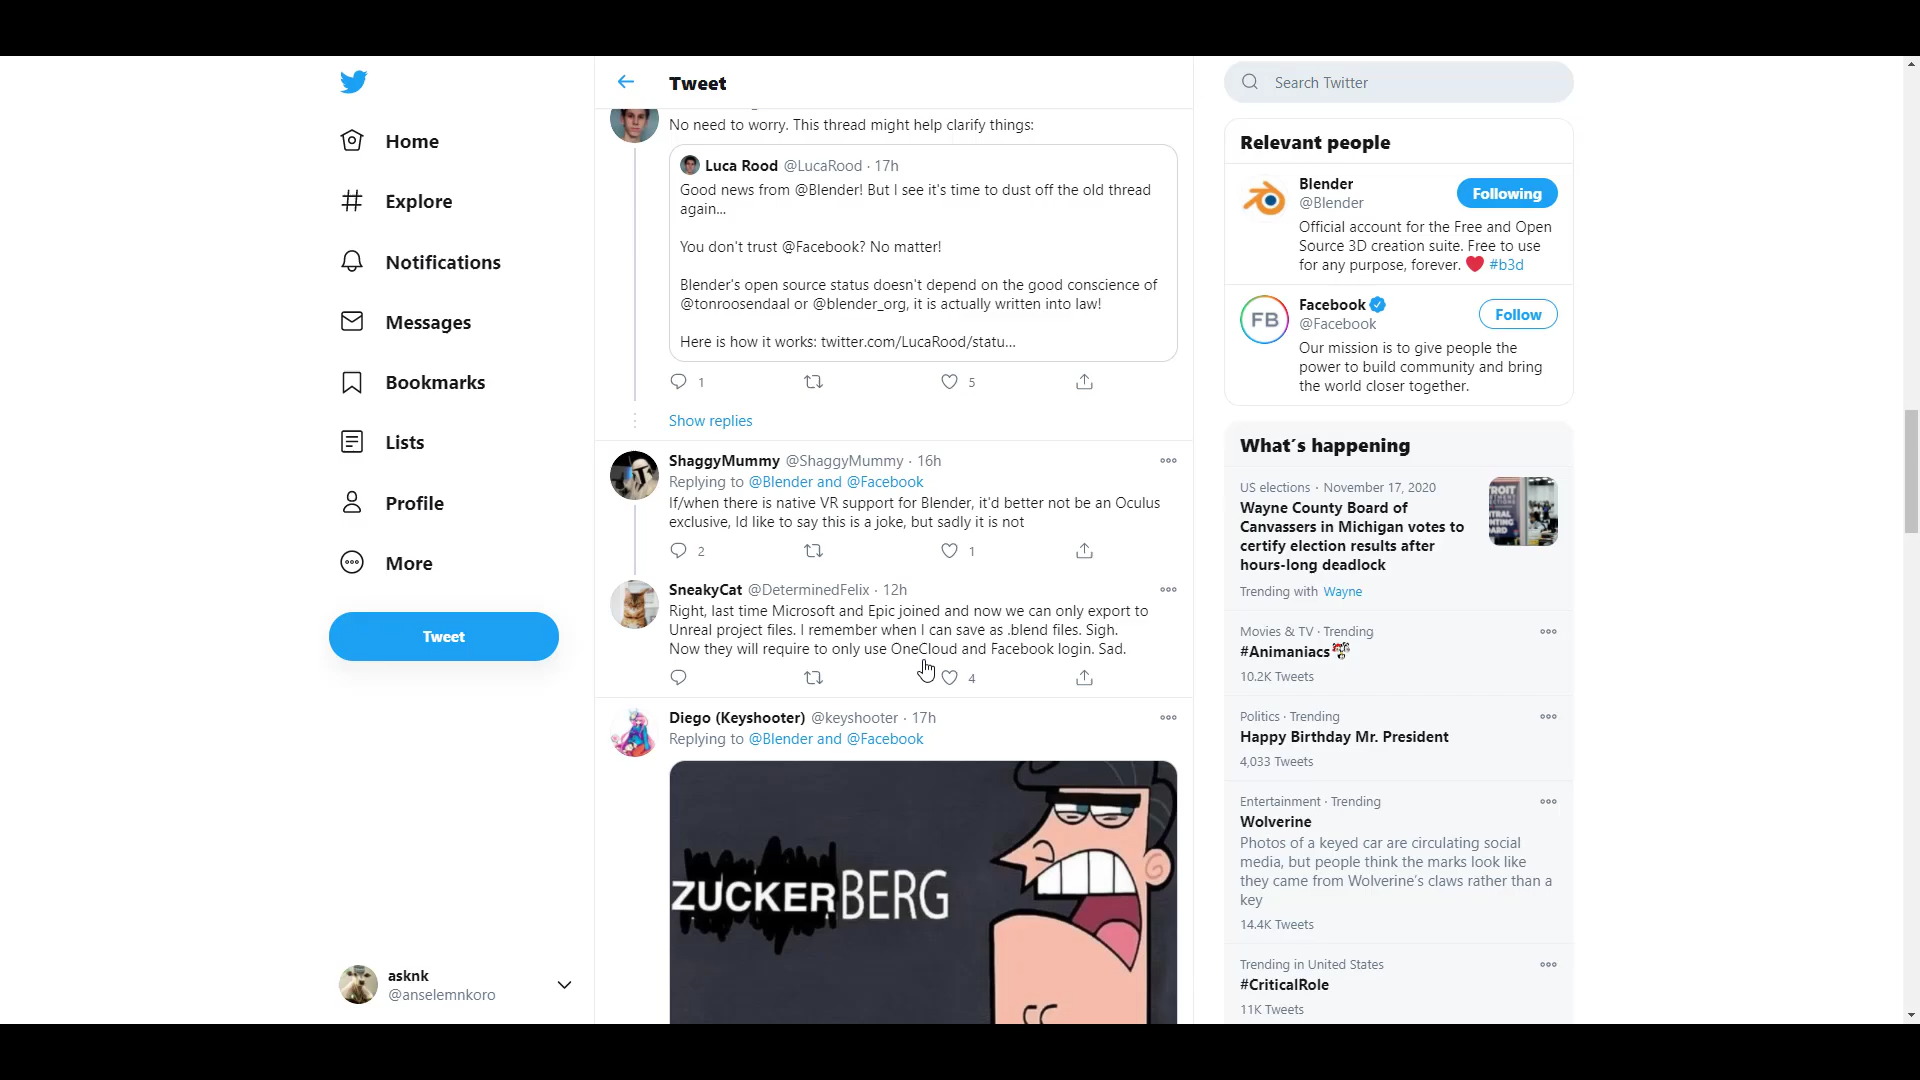 Home
Explore
Notifications
Messages
Bookmarks
Lists
Profile
More
Tweet
asknk
@anselemnkoro
Tweet
No need to worry. This thread might help clarify things:
Luca Rood @LucaRood · 17h
Good news from @Blender! But I see it's time to dust off the old thread
again...
You don't trust @Facebook? No matter!
Blender's open source status doesn't depend on the good conscience of
@tonroosendaal or @blender_org, it is actually written into law!
Here is how it works: twitter.com/LucaRood/statu...
1
5
Show replies
ShaggyMummy @ShaggyMummy · 16h
Replying to @Blender and @Facebook
If/when there is native VR support for Blender, it'd better not be an Oculus
exclusive, Id like to say this is a joke, but sadly it is not
2
1
SneakyCat @DeterminedFelix · 12h
Right, last time Microsoft and Epic joined and now we can only export to
Unreal project files. I remember when I can save as .blend files. Sigh.
Now they will require to only use OneCloud and Facebook login. Sad.
4
Diego (Keyshooter) @keyshooter · 17h
Replying to @Blender and @Facebook
ZUCKERBERG
Search Twitter
Relevant people
Blender
@Blender
Following
Official account for the Free and Open
Source 3D creation suite. Free to use
for any purpose, forever. ❤️ #b3d
FB
Facebook
@Facebook
Follow
Our mission is to give people the
power to build community and bring
the world closer together.
What's happening
US elections · November 17, 2020
Wayne County Board of
Canvassers in Michigan votes to
certify election results after
hours-long deadlock
Trending with Wayne
Movies & TV · Trending
#Animaniacs
10.2K Tweets
Politics · Trending
Happy Birthday Mr. President
4,033 Tweets
Entertainment · Trending
Wolverine
Photos of a keyed car are circulating social
media, but people think the marks look like
they came from Wolverine's claws rather than a
key
14.4K Tweets
Trending in United States
#CriticalRole
11K Tweets